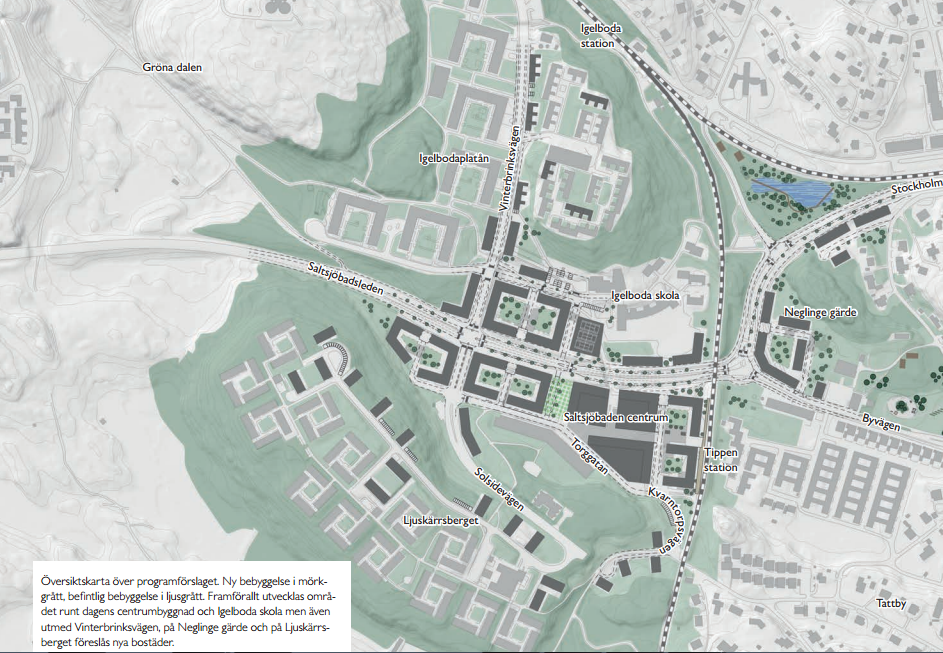 Igelboda
station
Gröna dalen
Igelbodaplatån
Vinterbrinksvägen
Stockholm
Saltsjöbadsleden
Igelboda skola
Neglinge gärde
Saltsjöbaden centrum
Byvägen
Torggatan
Tippen
station
Solsidevägen
Kvarntorpsvägen
Ljuskärrsberget
Tattby
Översiktskarta över programförslaget. Ny bebyggelse i mörk-
grått, befintlig bebyggelse i ljusgrått. Framförallt utvecklas områ-
det runt dagens centrumbyggnad och Igelboda skola men även
utmed Vinterbrinksvägen, på Neglinge gärde och på Ljuskärrs-
berget föreslås nya bostäder.